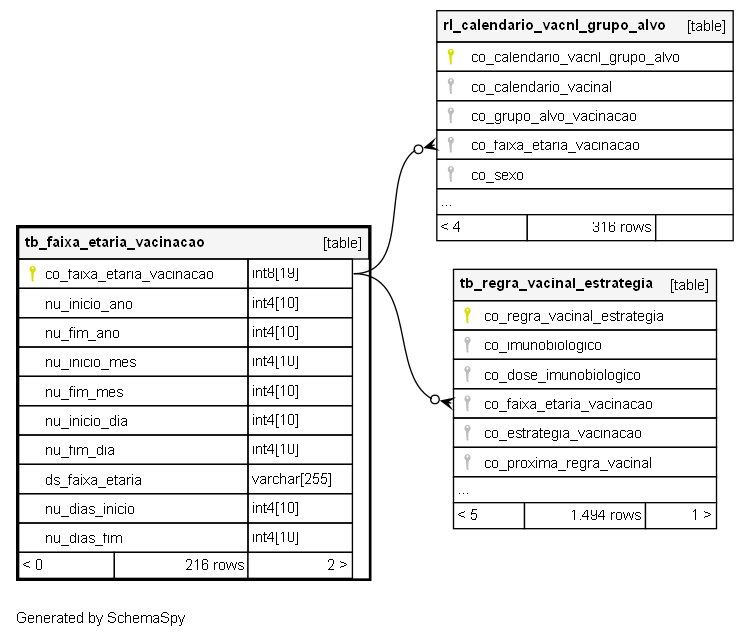 rl_calendario_vacnl_grupo_alvo [table]
co_calendario_vacnl_grupo_alvo
co_calendario_vacinal
co_grupo_alvo_vacinacao
co_faixa_etaria_vacinacao
co_sexo
...
< 4 316 rows
tb_faixa_etaria_vacinacao [table]
co_faixa_etaria_vacinacao int8[19]
nu_inicio_ano int4[10]
nu_fim_ano int4[10]
nu_inicio_mes int4[10]
nu_fim_mes int4[10]
nu_inicio_dia int4[10]
nu_fim_dia int4[10]
ds_faixa_etaria varchar[255]
nu_dias_inicio int4[10]
nu_dias_fim int4[10]
< 0 216 rows 2 >
tb_regra_vacinal_estrategia [table]
co_regra_vacinal_estrategia
co_imunobiologico
co_dose_imunobiologico
co_faixa_etaria_vacinacao
co_estrategia_vacinacao
co_proxima_regra_vacinal
...
< 5 1.494 rows 1 >
Generated by SchemaSpy